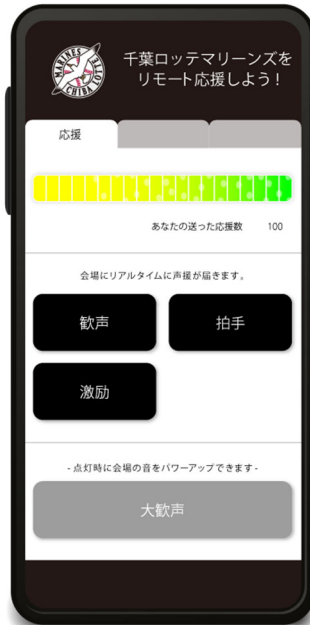 MARINES
CHIBA LOTTE
千葉ロッテマリーンズを
リモート応援しよう！
応援
あなたの送った応援数 100
会場にリアルタイムに声援が届きます。
歓声 拍手
激励
- 点灯時に会場の音をパワーアップできます -
大歓声